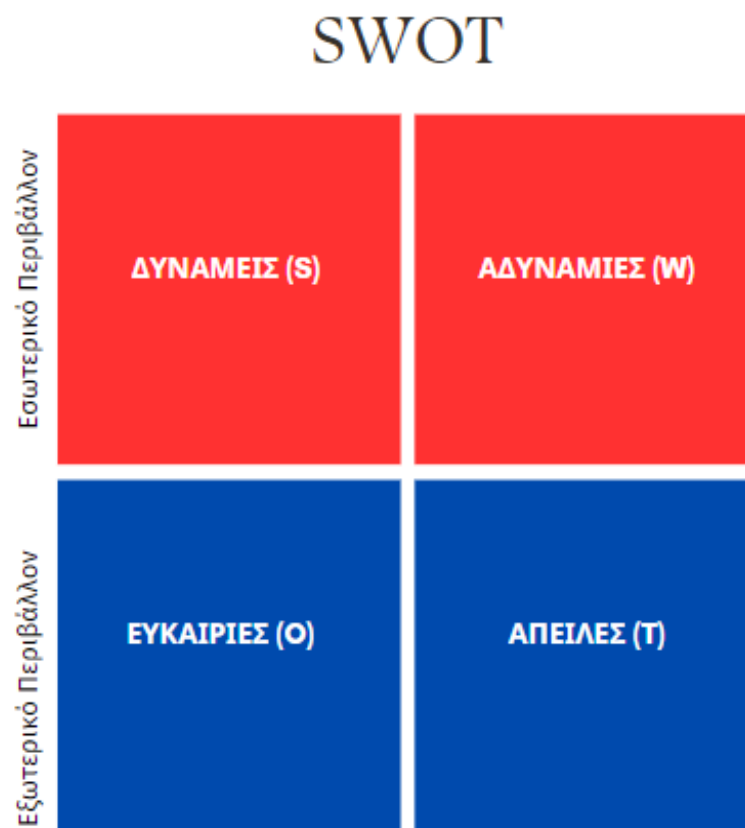 SWOT
Εσωτερικό Περιβάλλον
ΔΥΝΑΜΕΙΣ (S)
ΑΔΥΝΑΜΙΕΣ (W)
Εξωτερικό Περιβάλλον
ΕΥΚΑΙΡΙΕΣ (O)
ΑΠΕΙΛΕΣ (T)